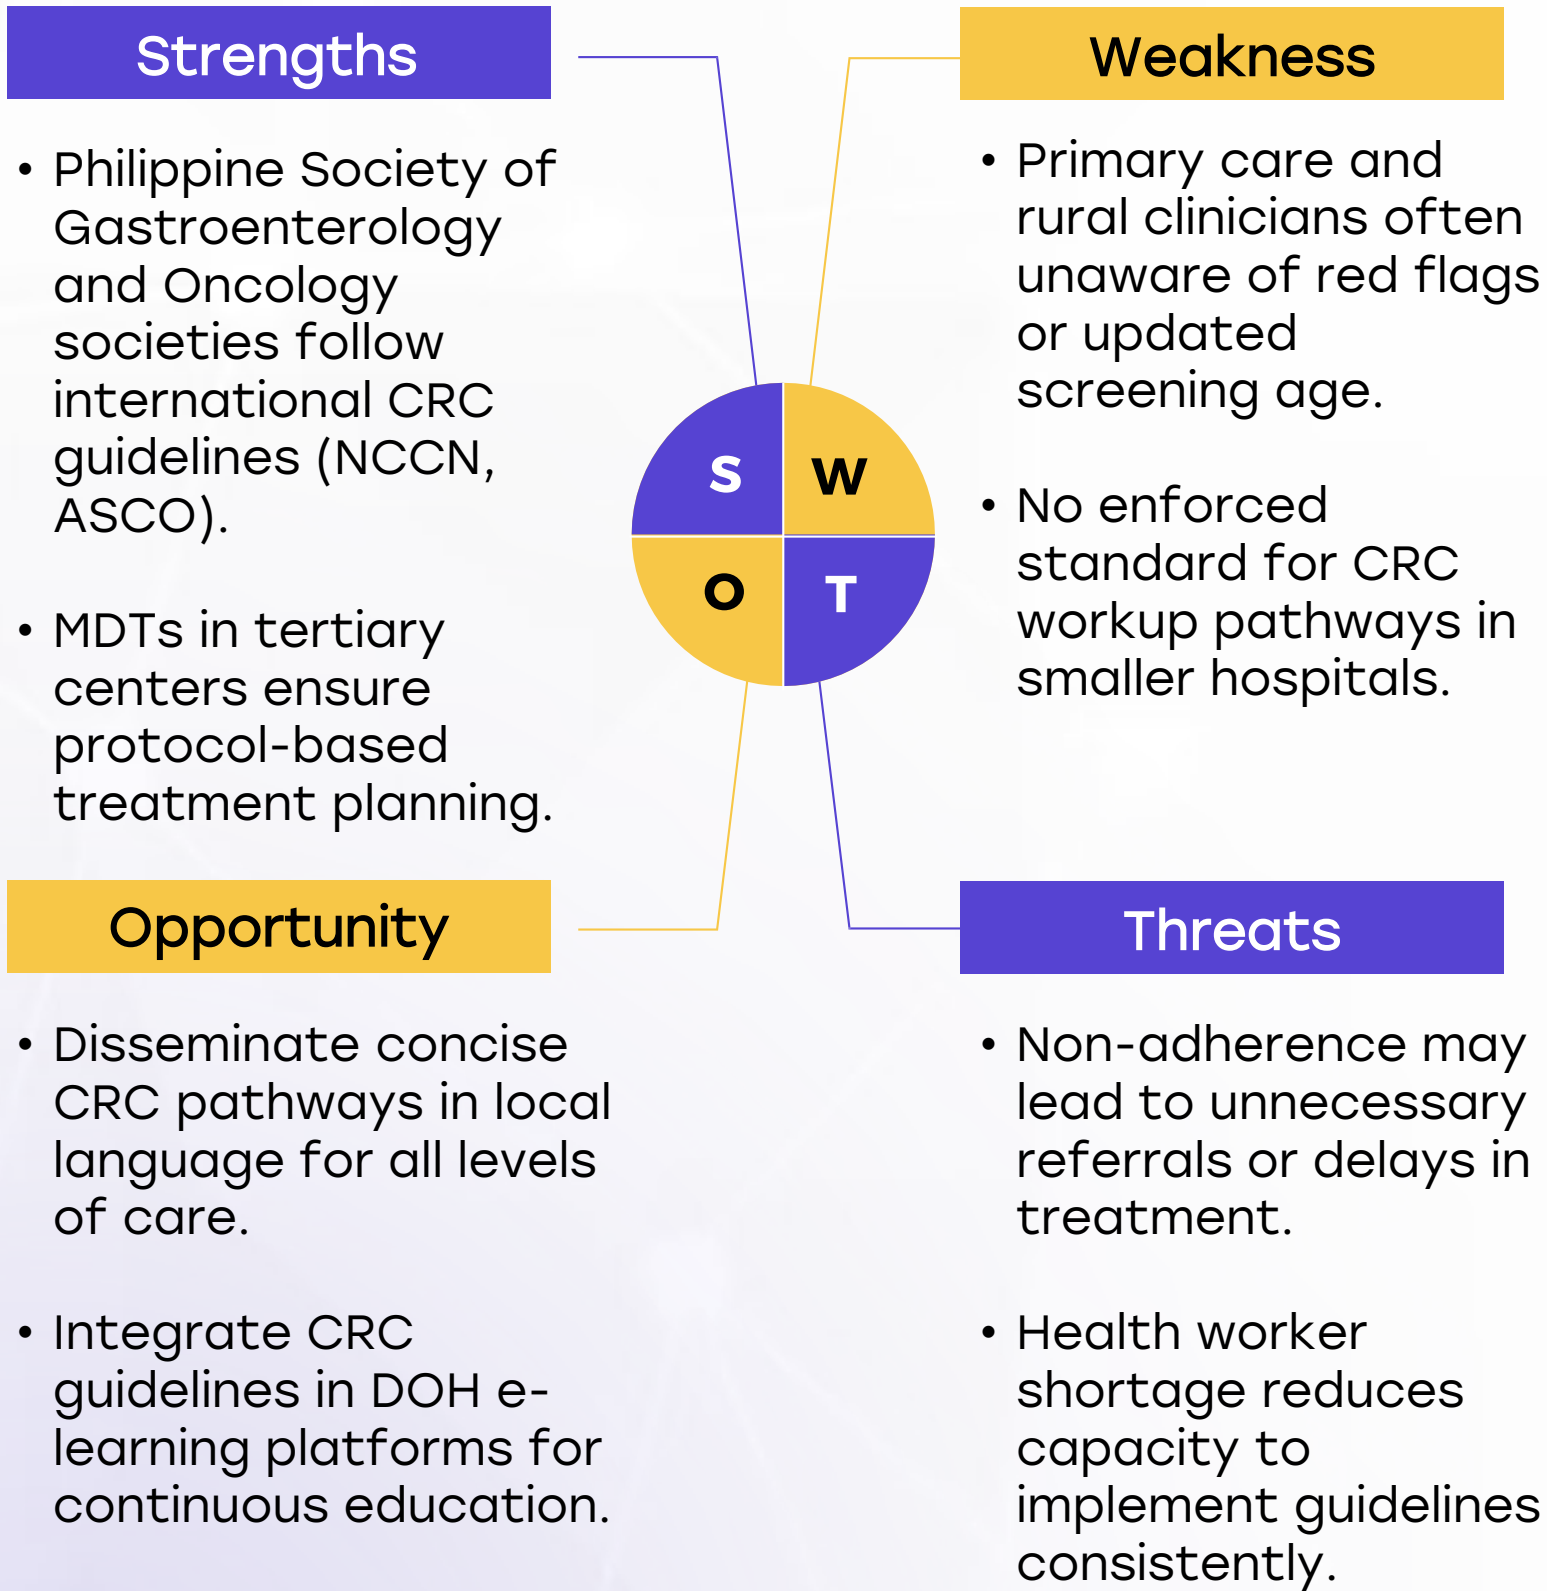 Strengths
• Philippine Society of
Gastroenterology
and Oncology
societies follow
international CRC
guidelines (NCCN,
ASCO).
• MDTs in tertiary
centers ensure
protocol-based
treatment planning.
Weakness
• Primary care and
rural clinicians often
unaware of red flags
or updated
screening age.
• No enforced
standard for CRC
workup pathways in
smaller hospitals.
S
W
O
T
Opportunity
• Disseminate concise
CRC pathways in local
language for all levels
of care.
• Integrate CRC
guidelines in DOH e-
learning platforms for
continuous education.
Threats
• Non-adherence may
lead to unnecessary
referrals or delays in
treatment.
• Health worker
shortage reduces
capacity to
implement guidelines
consistently.